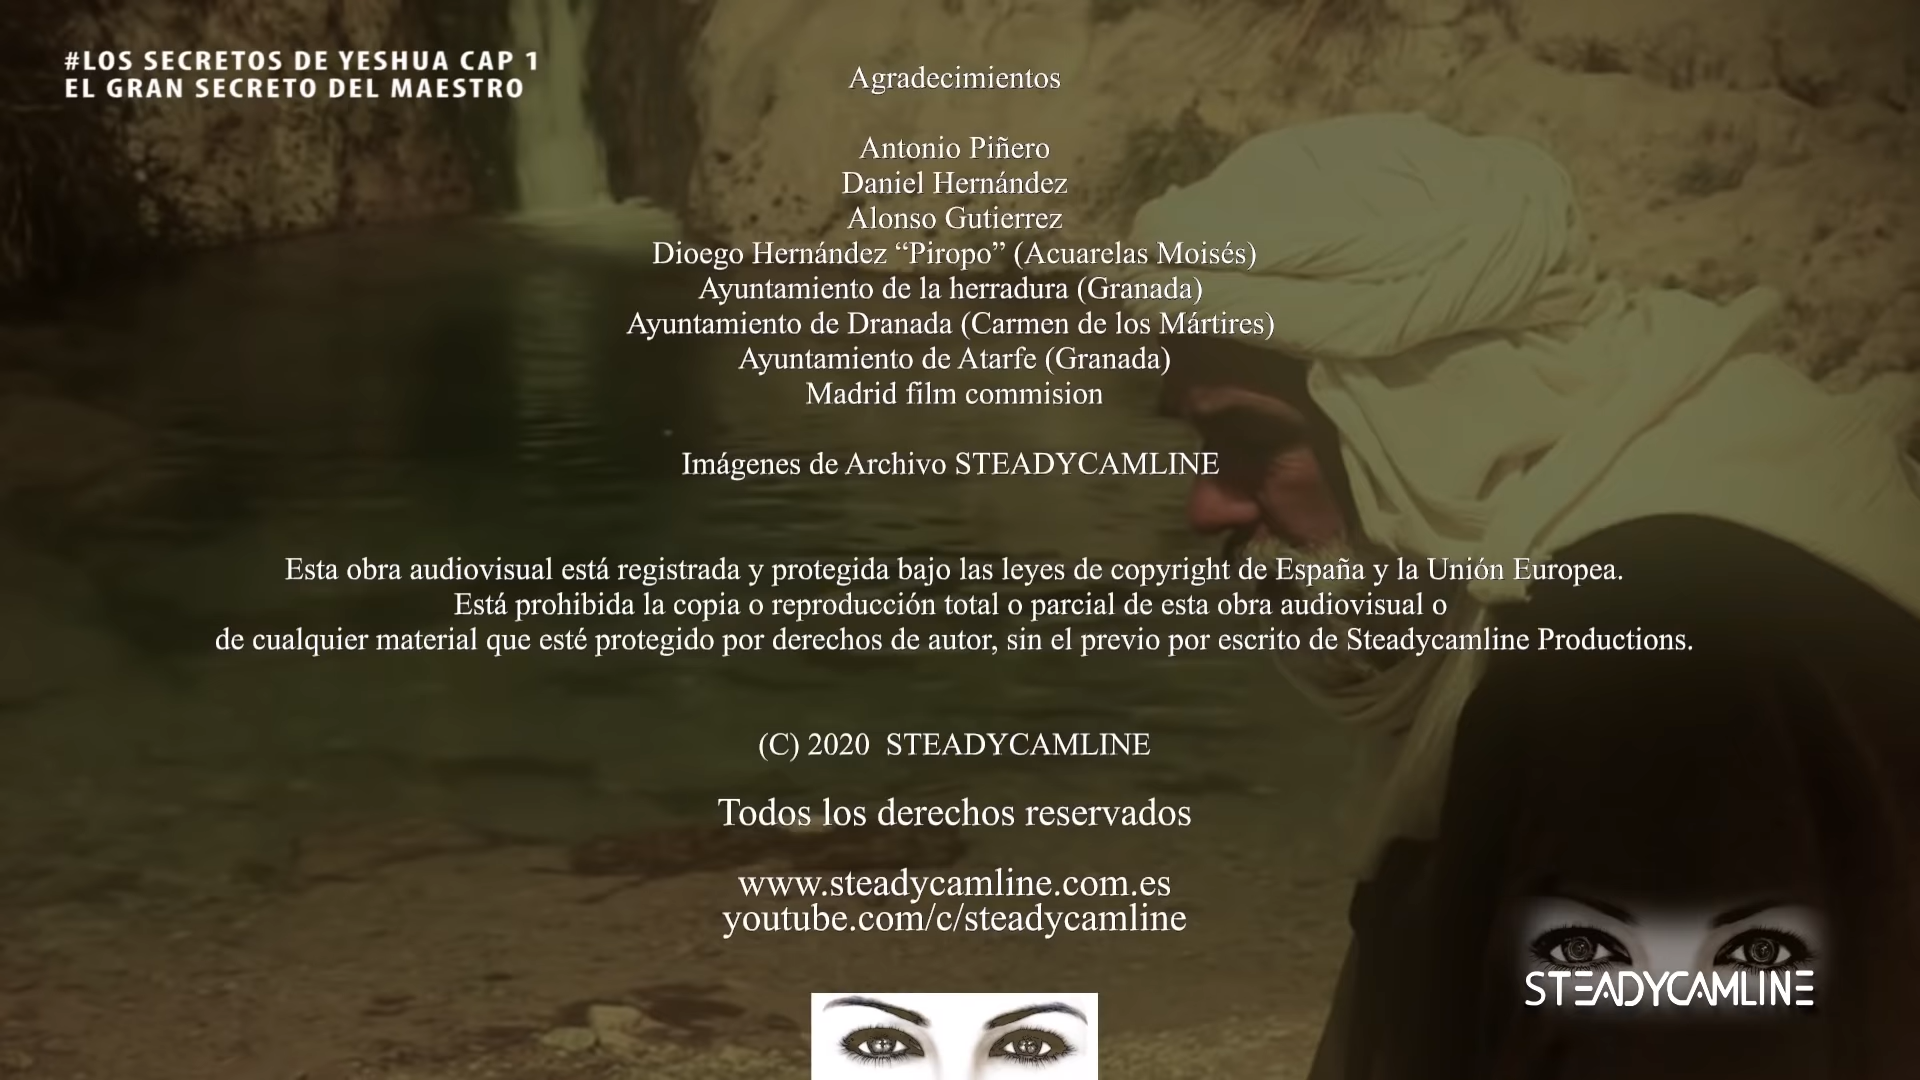 #LOS SECRETOS DE YESHUA CAP 1
EL GRAN SECRETO DEL MAESTRO
Agradecimientos
Antonio Piñero
Daniel Hernández
Alonso Gutierrez
Dioego Hernández “Piropo” (Acuarelas Moisés)
Ayuntamiento de la herradura (Granada)
Ayuntamiento de Dranada (Carmen de los Mártires)
Ayuntamiento de Atarfe (Granada)
Madrid film commision
Imágenes de Archivo STEADYCAMLINE
Esta obra audiovisual está registrada y protegida bajo las leyes de copyright de España y la Unión Europea.
Está prohibida la copia o reproducción total o parcial de esta obra audiovisual o
de cualquier material que esté protegido por derechos de autor, sin el previo por escrito de Steadycamline Productions.
(C) 2020 STEADYCAMLINE
Todos los derechos reservados
www.steadycamline.com.es
youtube.com/c/steadycamline
STEADYCAMLINE